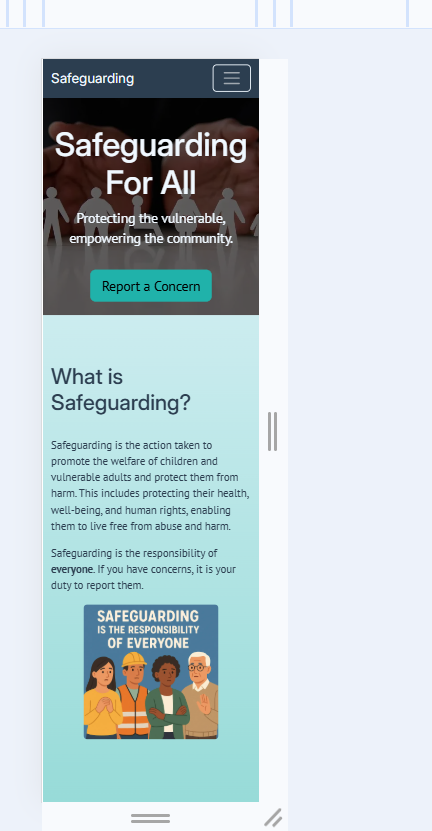 Safeguarding
Safeguarding
For All
Protecting the vulnerable,
empowering the community.
Report a Concern
What is
Safeguarding?
Safeguarding is the action taken to
promote the welfare of children and
vulnerable adults and protect them from
harm. This includes protecting their health,
well-being, and human rights, enabling
them to live free from abuse and harm.
Safeguarding is the responsibility of
everyone. If you have concerns, it is your
duty to report them.
SAFEGUARDING
IS THE RESPONSIBILITY
OF EVERYONE